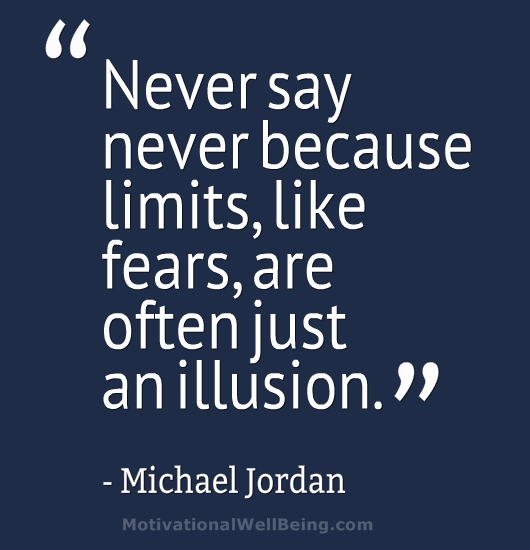 “Never say
never because
limits, like
fears, are
often just
an illusion.”
- Michael Jordan
MotivationalWellBeing.com